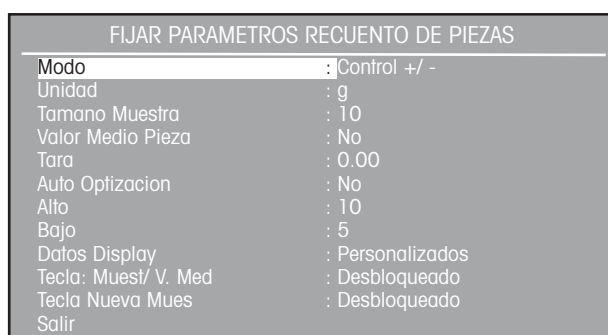 FIJAR PARAMETROS RECUENTO DE PIEZAS
Modo : Control +/ -
Unidad : g
Tamano Muestra : 10
Valor Medio Pieza : No
Tara : 0.00
Auto Optizacion : No
Alto : 10
Bajo : 5
Datos Display : Personalizados
Tecla: Muest/ V. Med : Desbloqueado
Tecla Nueva Mues : Desbloqueado
Salir